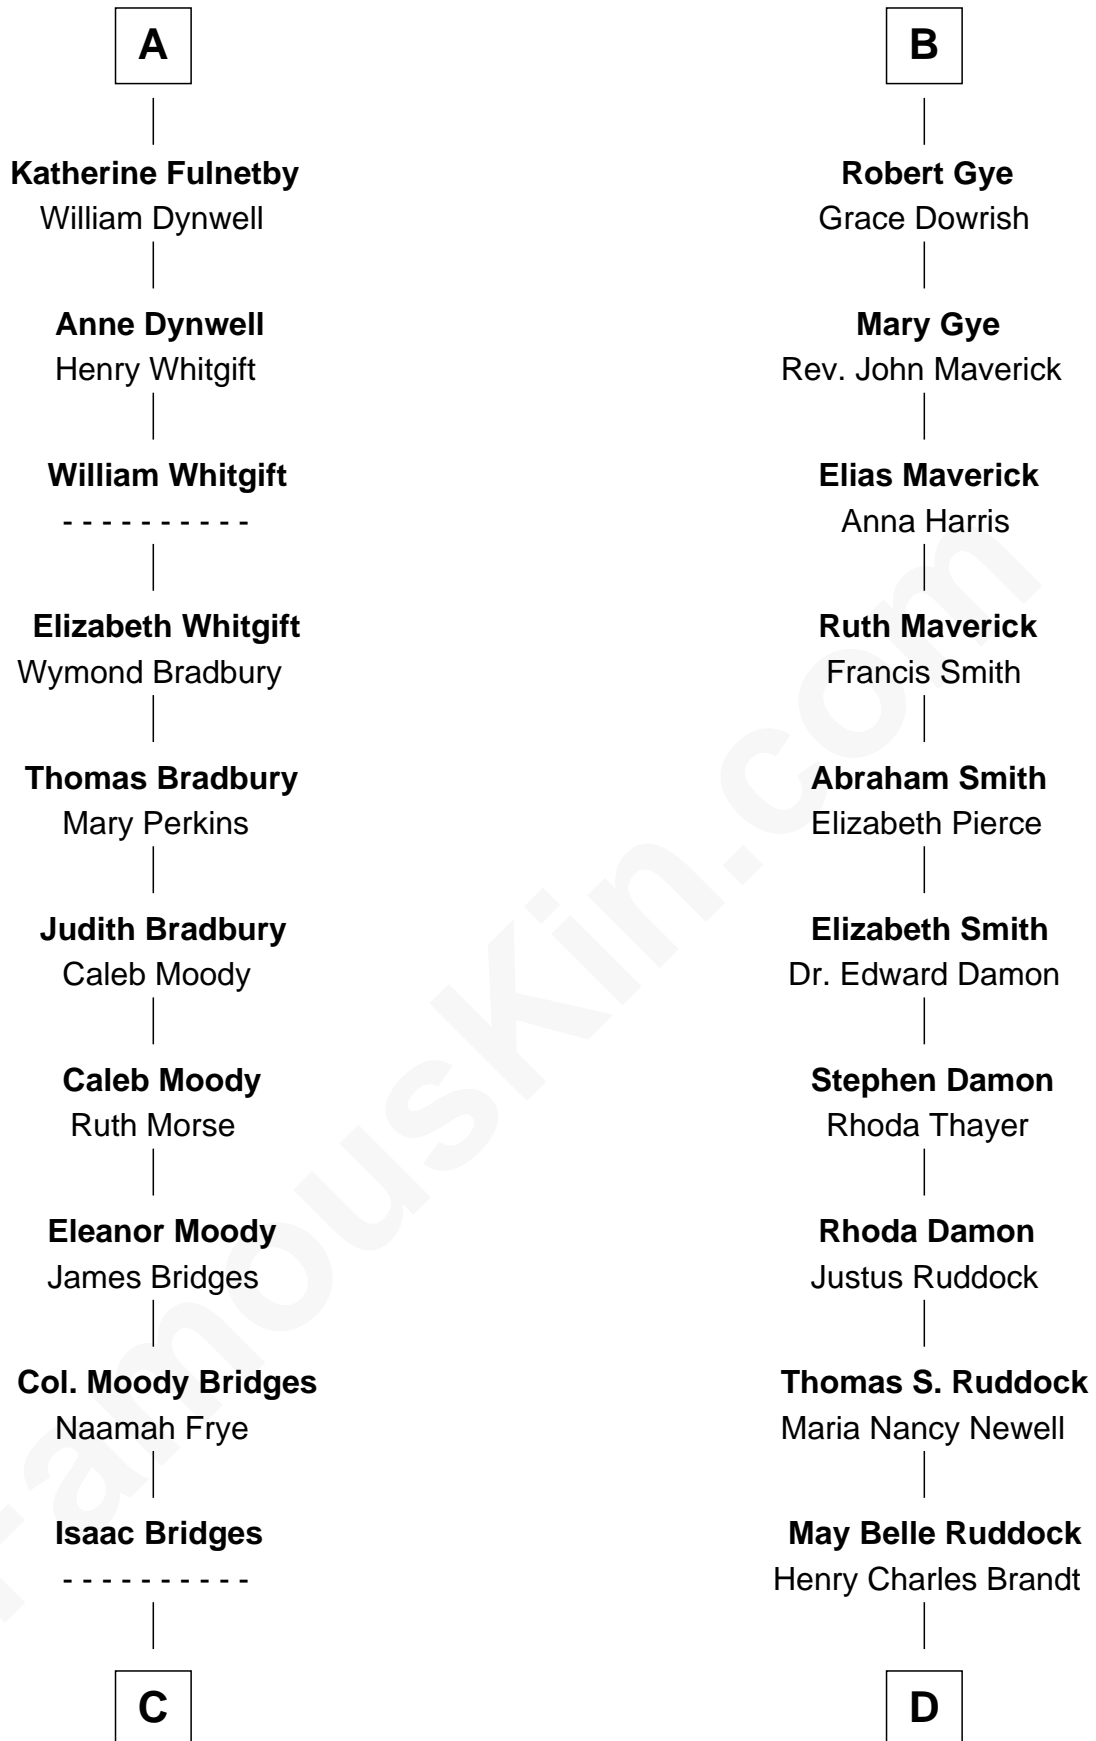 A
Katherine Fulnetby
William Dynwell
Anne Dynwell
Henry Whitgift
William Whitgift
- - - - - - - - - -
Elizabeth Whitgift
Wymond Bradbury
Thomas Bradbury
Mary Perkins
Judith Bradbury
Caleb Moody
Caleb Moody
Ruth Morse
Eleanor Moody
James Bridges
Col. Moody Bridges
Naamah Frye
Isaac Bridges
- - - - - - - - - -
C
B
Robert Gye
Grace Dowrish
Mary Gye
Rev. John Maverick
Elias Maverick
Anna Harris
Ruth Maverick
Francis Smith
Abraham Smith
Elizabeth Pierce
Elizabeth Smith
Dr. Edward Damon
Stephen Damon
Rhoda Thayer
Rhoda Damon
Justus Ruddock
Thomas S. Ruddock
Maria Nancy Newell
May Belle Ruddock
Henry Charles Brandt
D
FamousKin.com